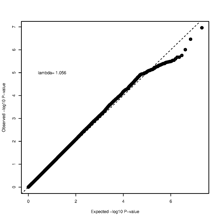 lambda= 1.056
Observed -log10 P-value
0 1 2 3 4 5 6 7
0 2 4 6
Expected -log10 P-value